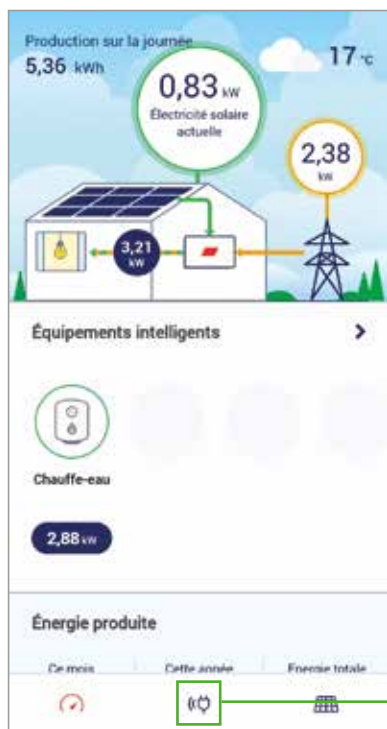 Production sur la journée
5,36 kWh
17 °C
0,83 kW
Électricité solaire
actuelle
2,38
kW
3,21
kW
Équipements intelligents
Chauffe-eau
2,88 kW
Énergie produite
Ce mois
Cette année
Energie totale